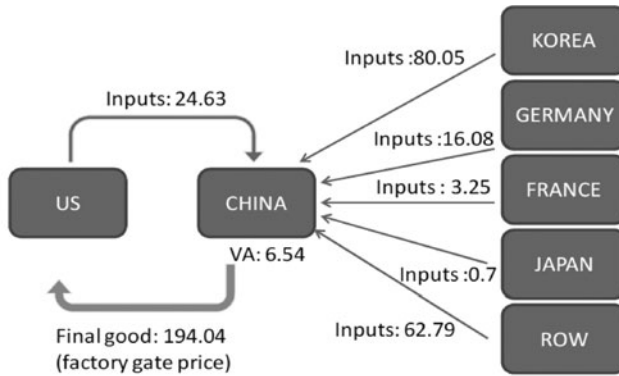 KOREA
Inputs :80.05
Inputs: 24.63
GERMANY
Inputs :16.08
US
CHINA
Inputs : 3.25
FRANCE
VA: 6.54
Inputs :0.7
JAPAN
Final good: 194.04
(factory gate price)
Inputs: 62.79
ROW